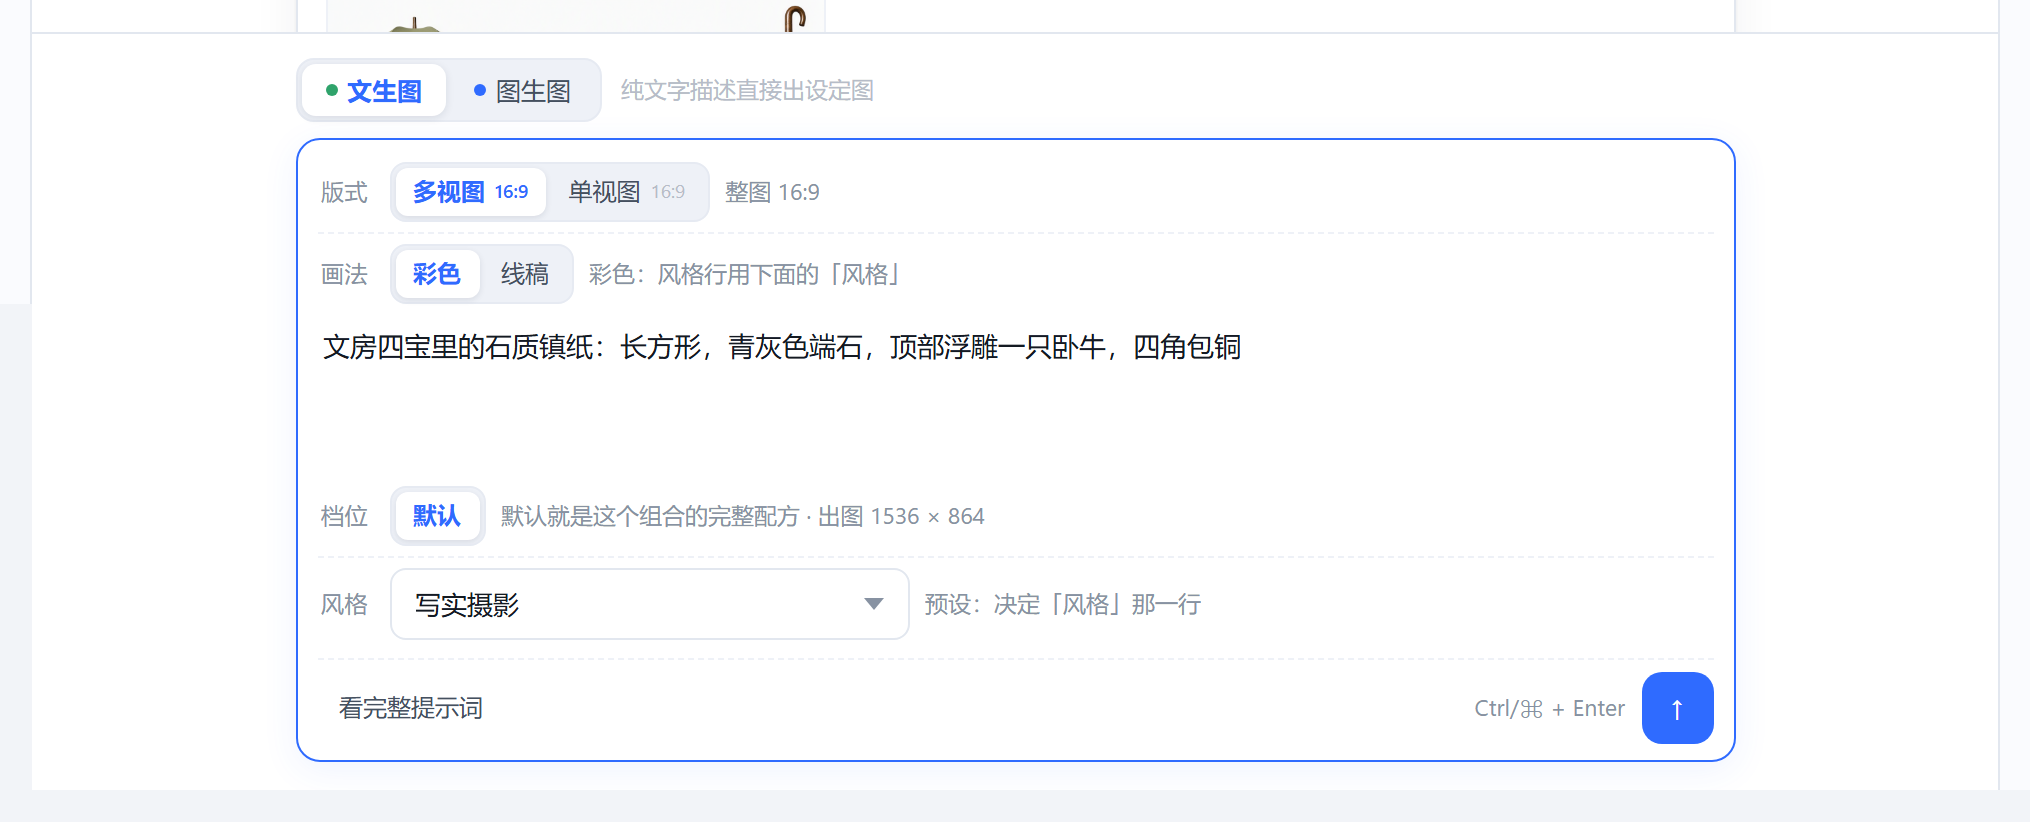 文生图 图生图 纯文字描述直接出设定图
版式 多视图 16:9 单视图 16:9 整图 16:9
画法 彩色 线稿 彩色：风格行用下面的「风格」
文房四宝里的石质镇纸：长方形，青灰色端石，顶部浮雕一只卧牛，四角包铜
档位 默认 默认就是这个组合的完整配方 · 出图 1536 × 864
风格 写实摄影 预设：决定「风格」那一行
看完整提示词 Ctrl/⌘ + Enter ↑